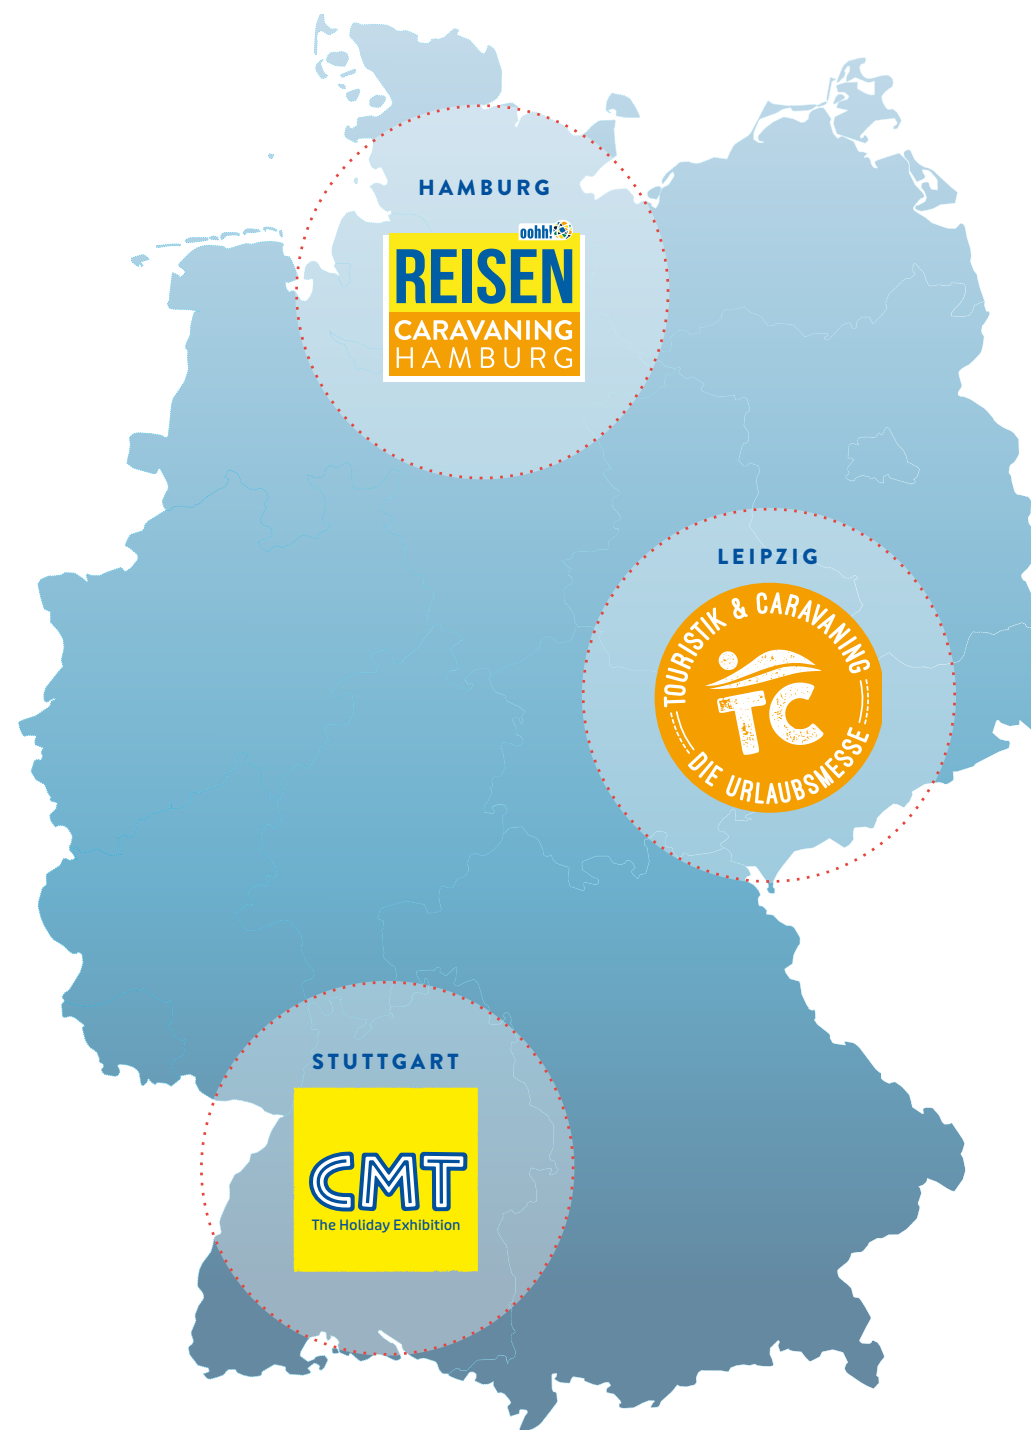 HAMBURG
oohh!
REISEN
CARAVANING
HAMBURG
LEIPZIG
TOURISTIK & CARAVANING
TC
DIE URLAUBSMESSE
STUTTGART
CMT
The Holiday Exhibition